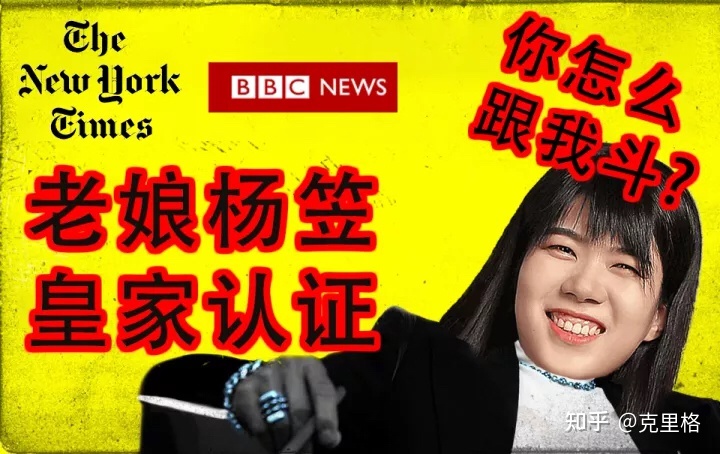 The
New York
Times
BBC NEWS
你怎么
跟我斗?
老娘杨笠
皇家认证
知乎 @克里格